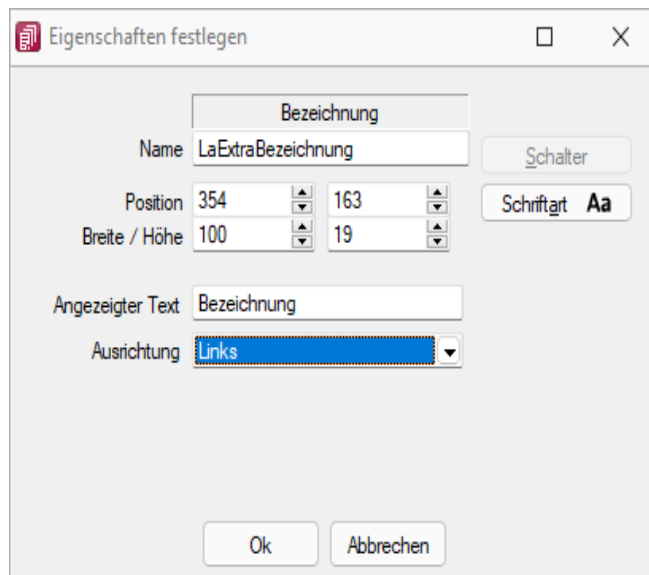 Eigenschaften festlegen
Bezeichnung
Name LaExtraBezeichnung Schalter
Position 354 163 Schriftart Aa
Breite / Höhe 100 19
Angezeigter Text Bezeichnung
Ausrichtung Links
Ok Abbrechen